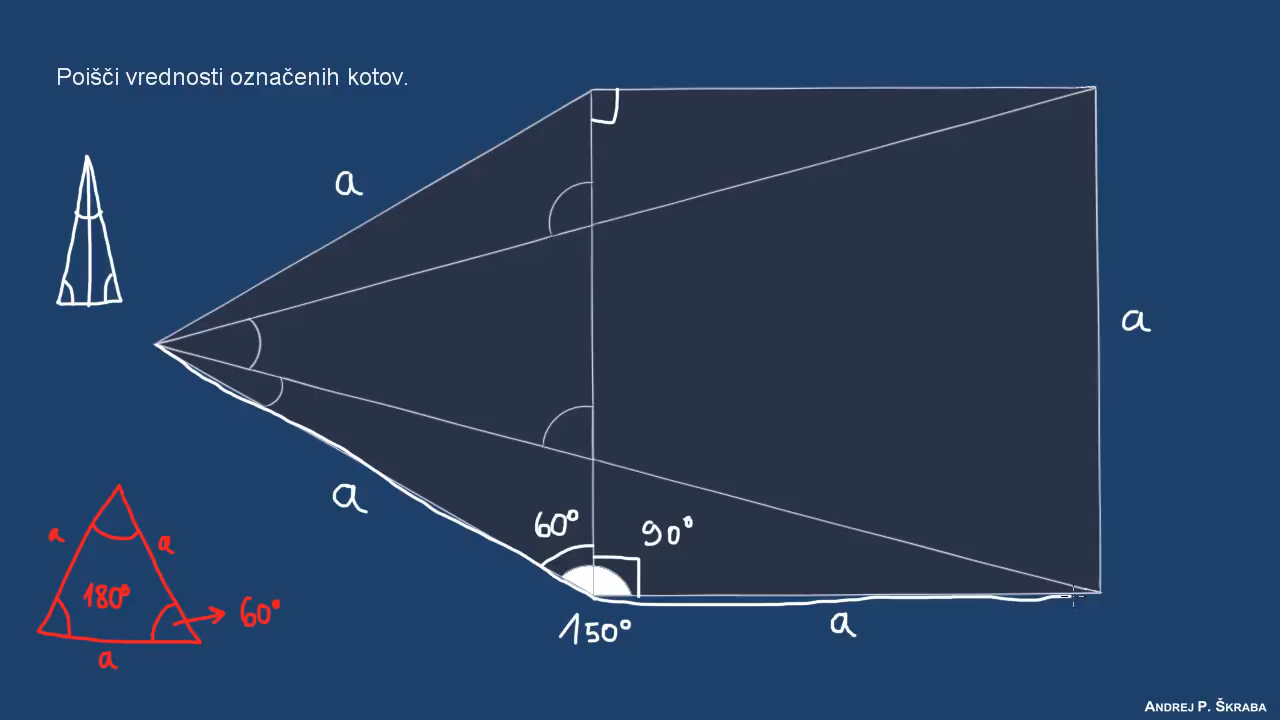 Poišči vrednosti označenih kotov.
a
a
a
60°
90°
150°
a
a
a
180°
60°
a
ANDREJ P. ŠKRABA